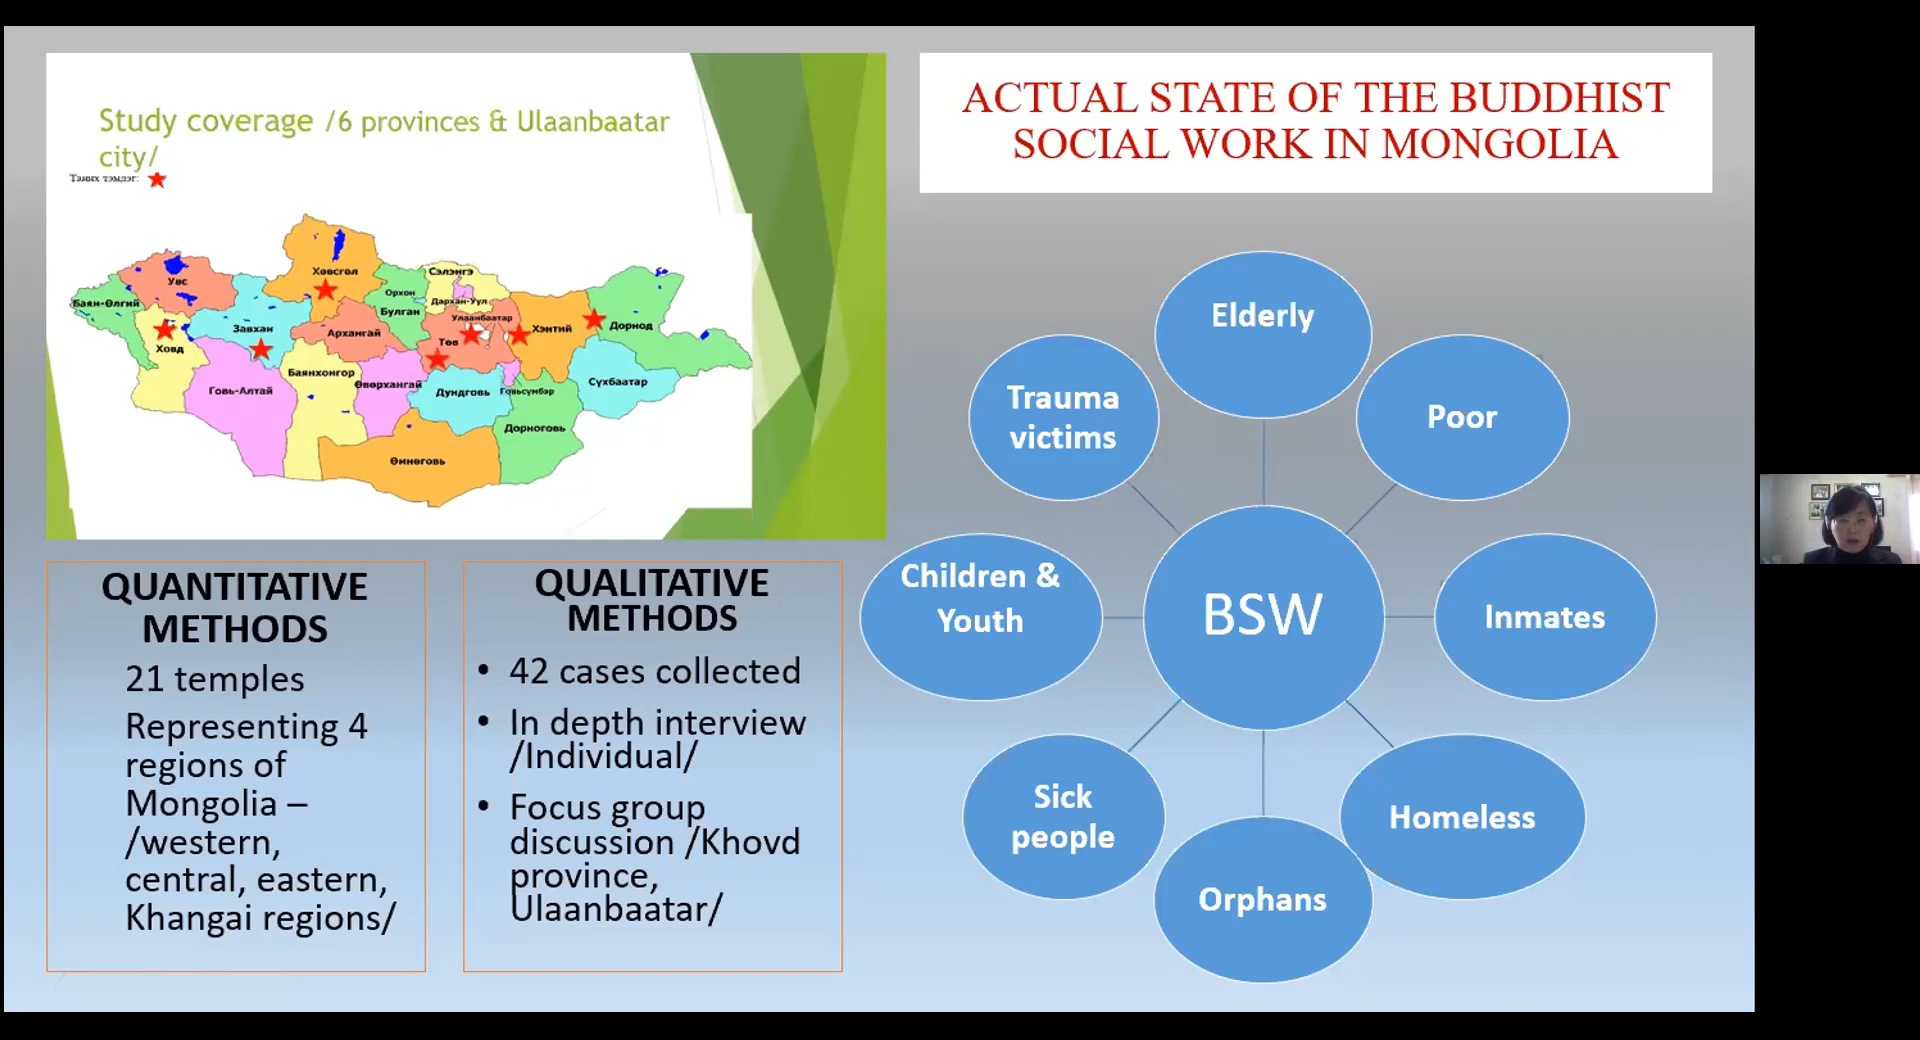 Study coverage /6 provinces & Ulaanbaatar
city/
Таних тэмдэг:
Хөвсгөл
Сэлэнгэ
Увс
Орхон
Баян-Өлгий
Дархан-Уул
Булган
Улаанбаатар
Завхан
Архангай
Хэнтий
Дорнод
Ховд
Төв
Баянхонгор
Говь-Алтай
Өвөрхангай
Дундговь
Говьсүмбэр
Сүхбаатар
Дорноговь
Өмнөговь
QUANTITATIVE
METHODS
21 temples
Representing 4
regions of
Mongolia –
/western,
central, eastern,
Khangai regions/
QUALITATIVE
METHODS
• 42 cases collected
• In depth interview
/Individual/
• Focus group
discussion /Khovd
province,
Ulaanbaatar/
ACTUAL STATE OF THE BUDDHIST
SOCIAL WORK IN MONGOLIA
Elderly
Trauma
victims
Poor
Children &
Youth
BSW
Inmates
Sick
people
Homeless
Orphans